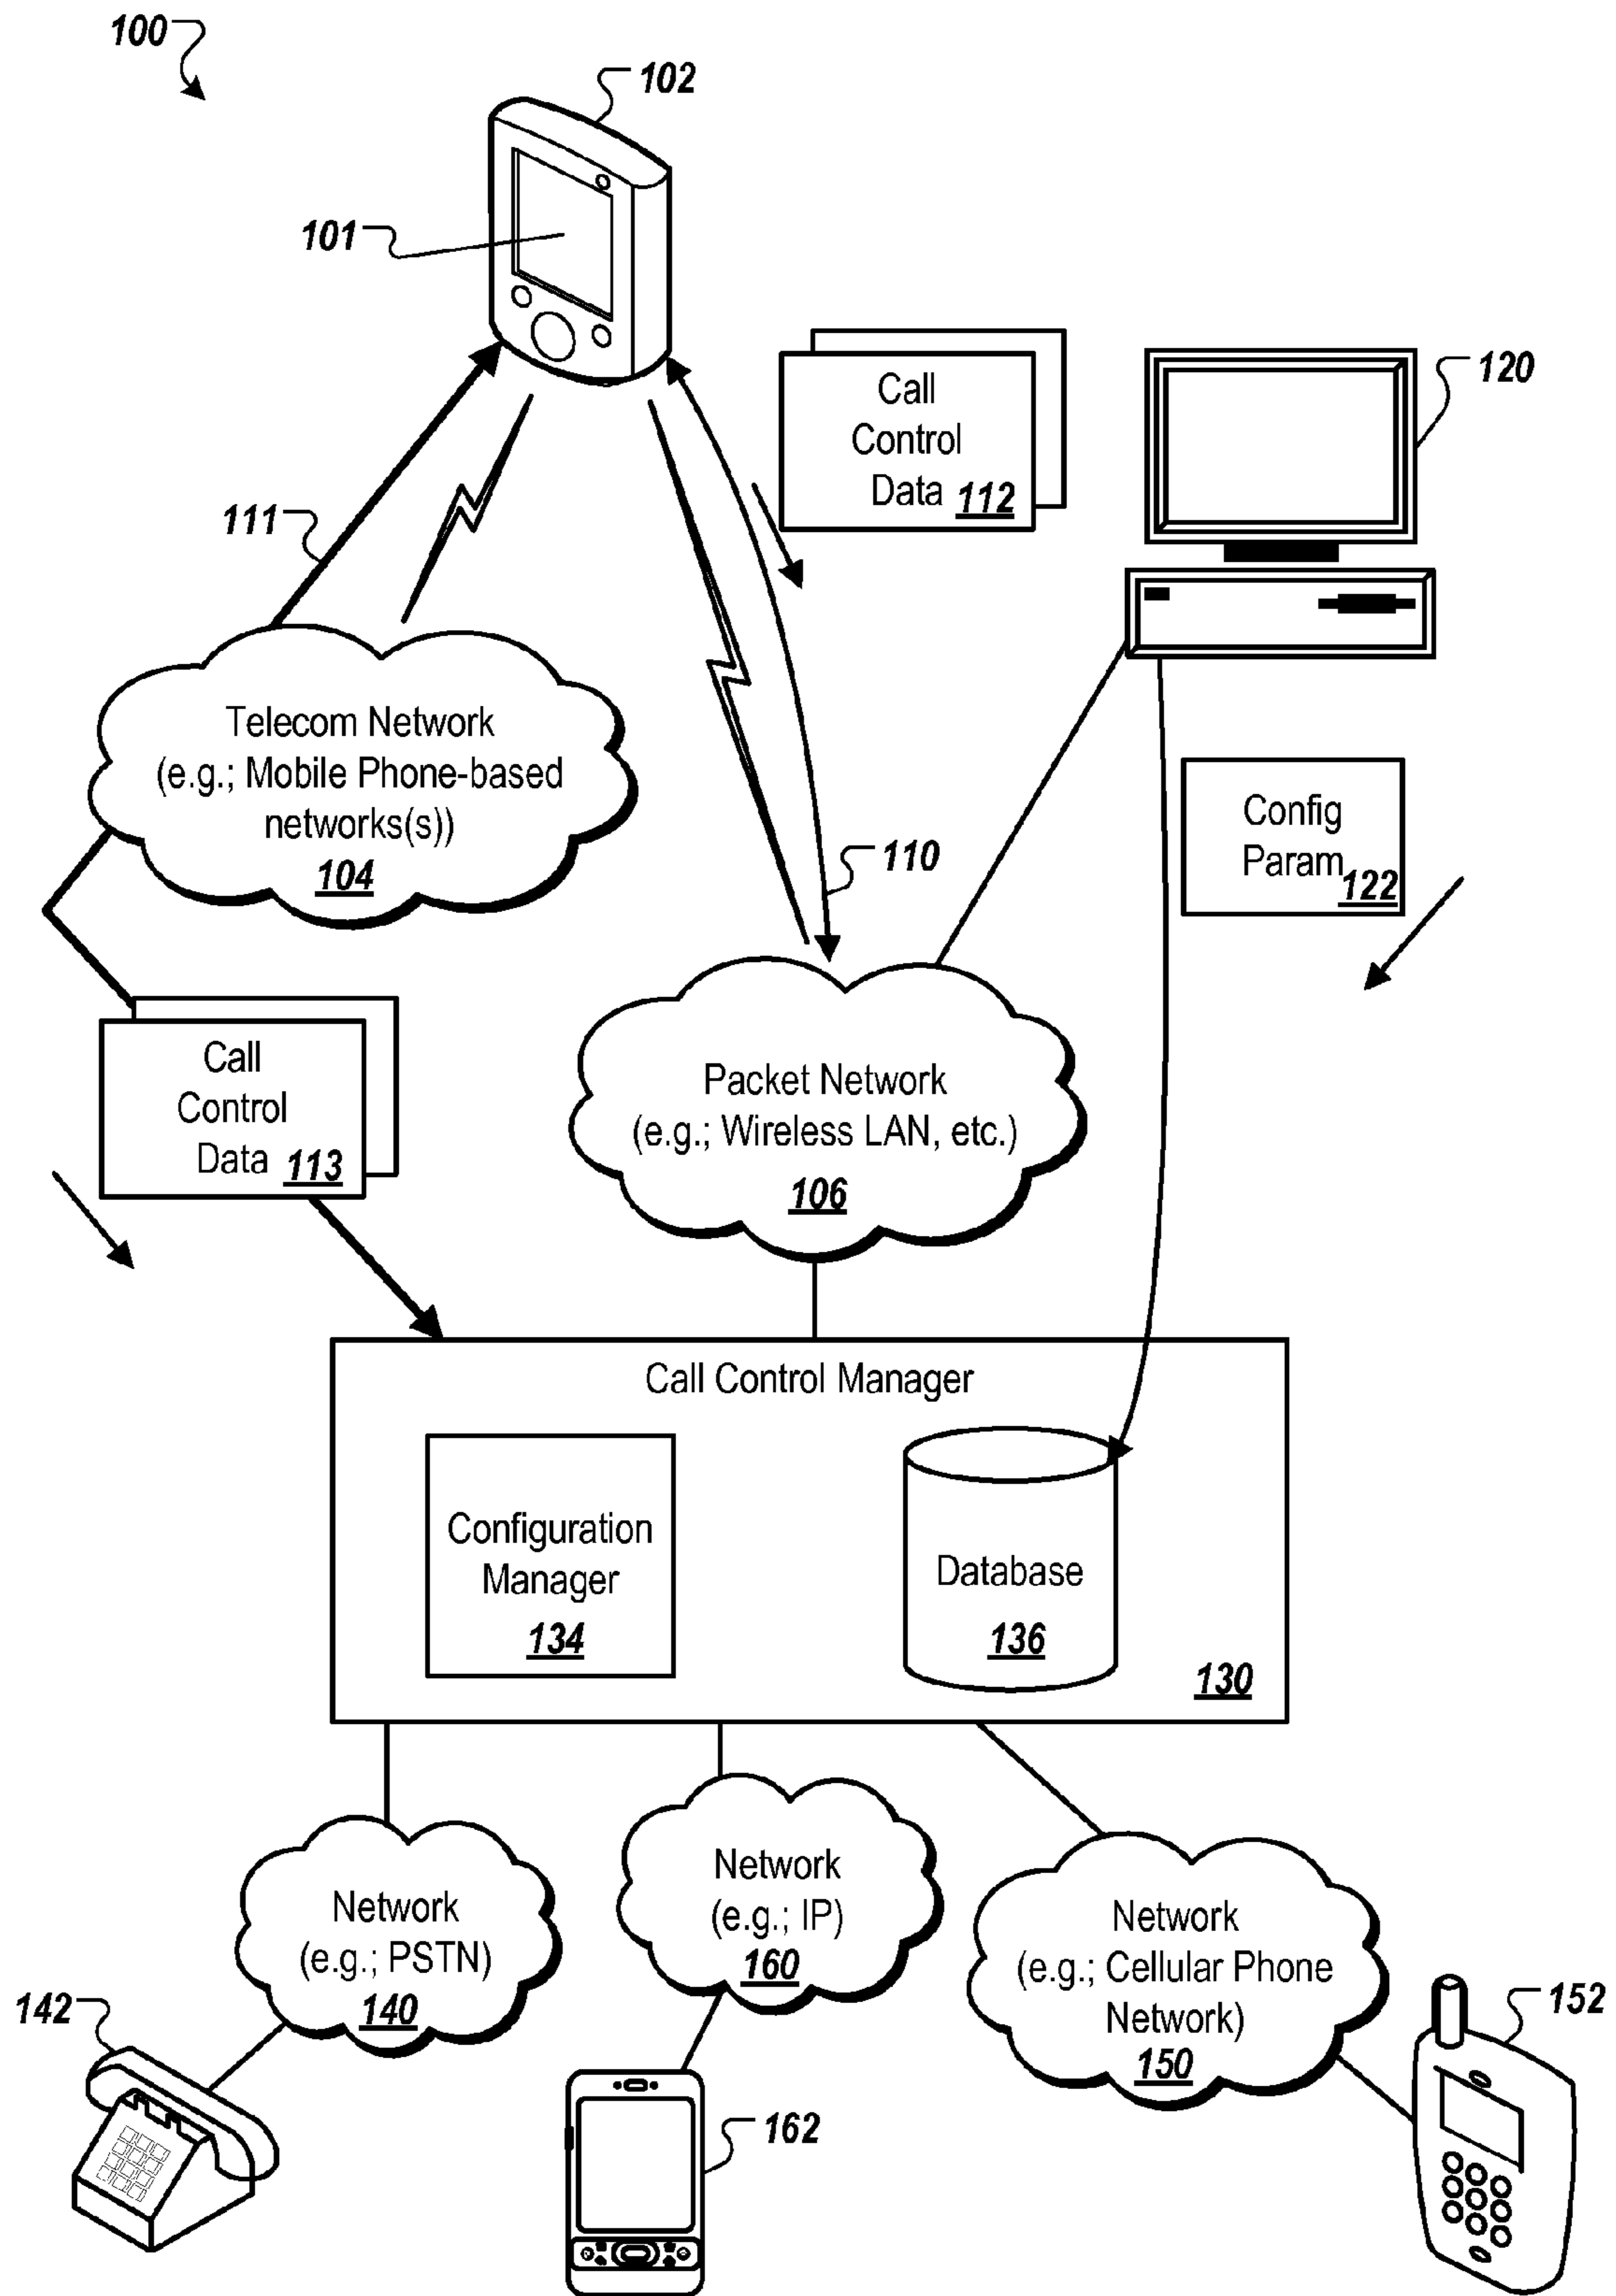 100
102
101
Call
Control
Data 112
120
111
Telecom Network
(e.g.; Mobile Phone-based
networks(s))
104
110
Config
Param
122
Call
Control
Data 113
Packet Network
(e.g.; Wireless LAN, etc.)
106
Call Control Manager
Configuration
Manager
134
Database
136
130
Network
(e.g.; PSTN)
140
Network
(e.g.; IP)
160
Network
(e.g.; Cellular Phone
Network)
150
142
152
162